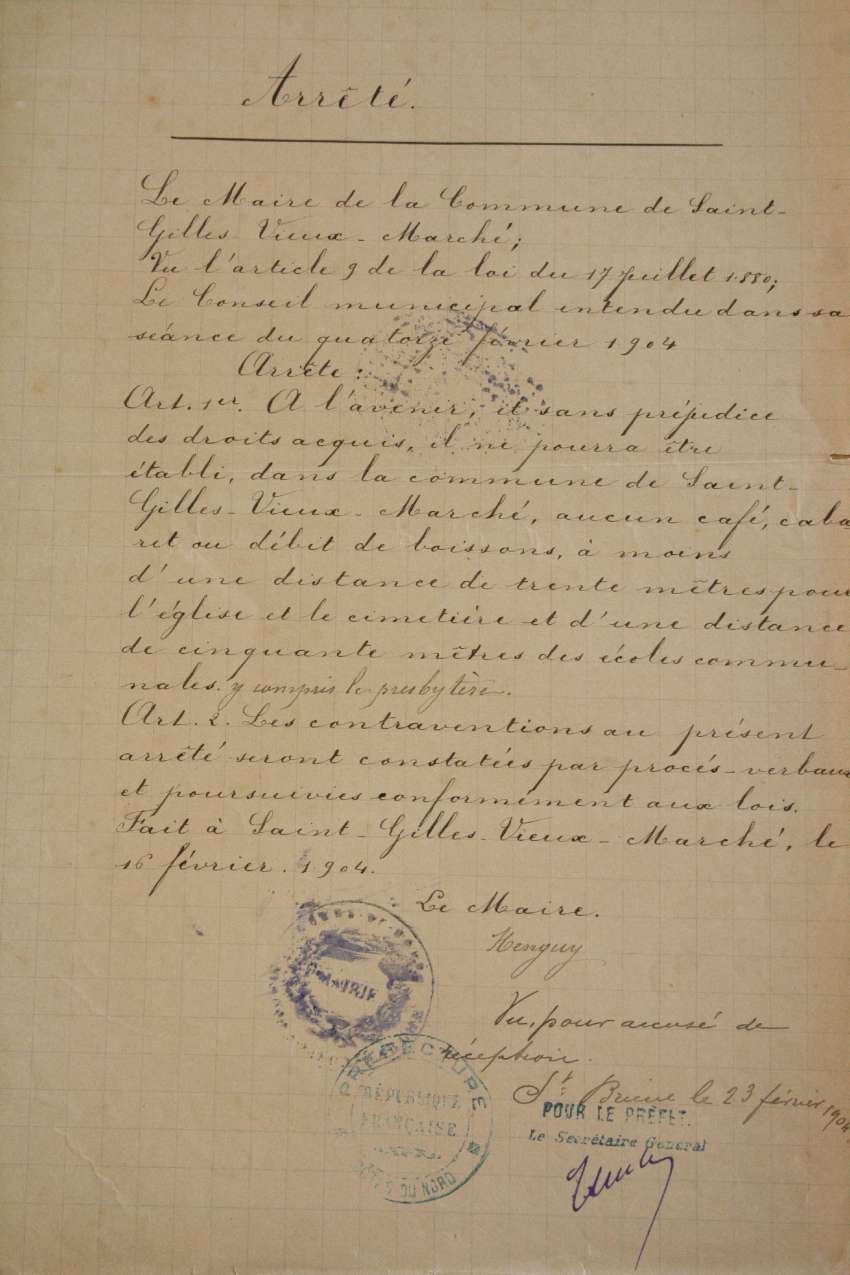 Arrêté.
Le Maire de la Commune de Saint-
Gilles-Vieux-Marché;
Vu l'article 9 de la loi du 17 Juillet 1880;
Le Conseil municipal entendu dans sa
séance du quatorze février 1904
Arrête:
Art. 1er. A l'avenir, et sans préjudice
des droits acquis, il ne pourra être
établi, dans la commune de Saint-
Gilles-Vieux-Marché, aucun café, caba
ret ou débit de boissons, à moins
d'une distance de trente mètres pour
l'église et le cimetière et d'une distance
de cinquante mètres des écoles commu-
nales. y compris le presbytère.
Art. 2. Les contraventions au présent
arrêté seront constatées par procés-verbaux
et poursuivies conformément aux lois.
Fait à Saint-Gilles-Vieux-Marché, le
16 février. 1904.
Le Maire.
Henguy
MAIRIE
Vu, pour accusé de
réception.
St Brieuc le 23 février 1904.
PREFECTURE
RÉPUBLIQUE
FRANÇAISE
CÔTES DU NORD
POUR LE PRÉFET.
Le Secrétaire General